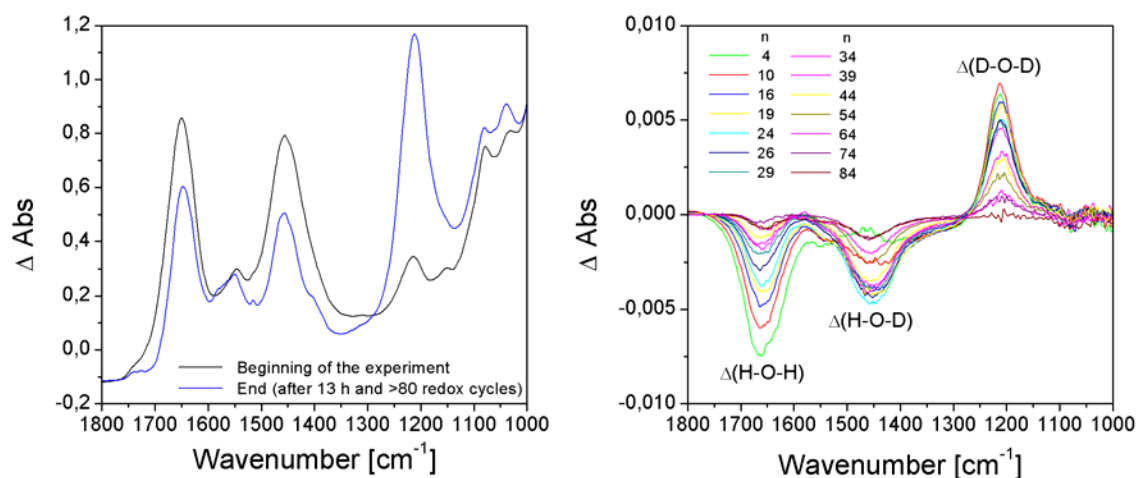 1,2
1,0
0,8
0,6
0,4
0,2
0,0
-0,2
Δ Abs
Beginning of the experiment
End (after 13 h and >80 redox cycles)
1800 1700 1600 1500 1400 1300 1200 1100 1000
Wavenumber [cm⁻¹]
0,010
0,005
0,000
-0,005
-0,010
Δ Abs
n n
4 34
10 39
16 44
19 54
24 64
26 74
29 84
Δ(D-O-D)
Δ(H-O-D)
Δ(H-O-H)
1800 1700 1600 1500 1400 1300 1200 1100 1000
Wavenumber [cm⁻¹]